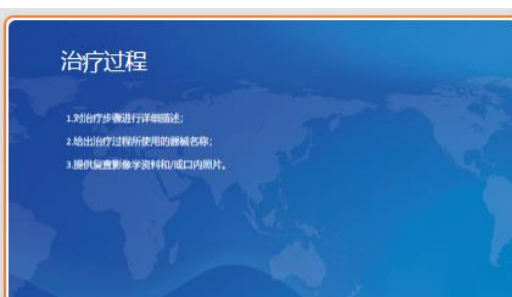 治疗过程
1.对治疗步骤进行详细描述；
2.给出治疗过程所使用的器械名称；
3.提供复查影像学资料和/或口内照片。